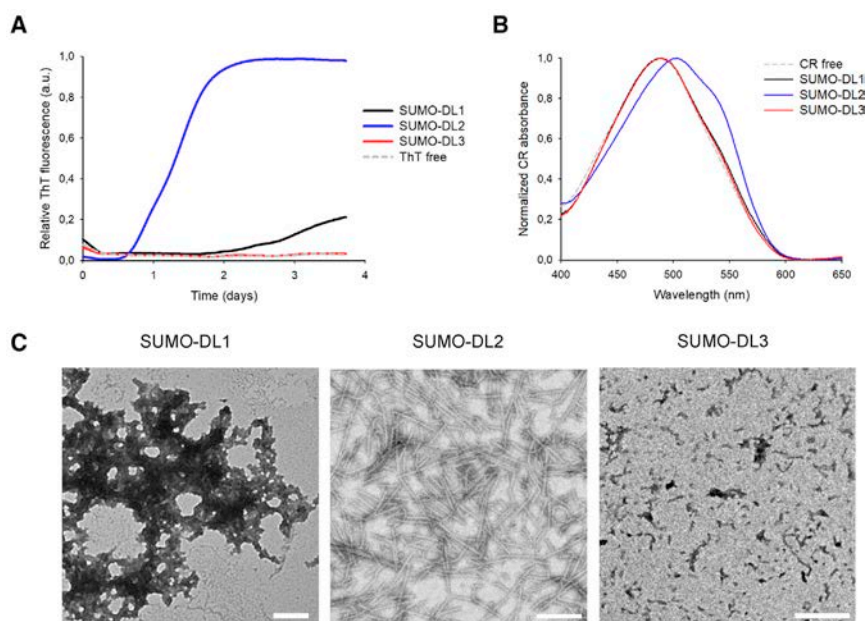 A
1,0
0,8
0,6
0,4
0,2
0,0
Relative ThT fluorescence (a.u.)
0
1
2
3
4
Time (days)
SUMO-DL1
SUMO-DL2
SUMO-DL3
ThT free
B
1,0
0,8
0,6
0,4
0,2
0,0
Normalized CR absorbance
400
450
500
550
600
650
Wavelength (nm)
CR free
SUMO-DL1
SUMO-DL2
SUMO-DL3
C
SUMO-DL1
SUMO-DL2
SUMO-DL3